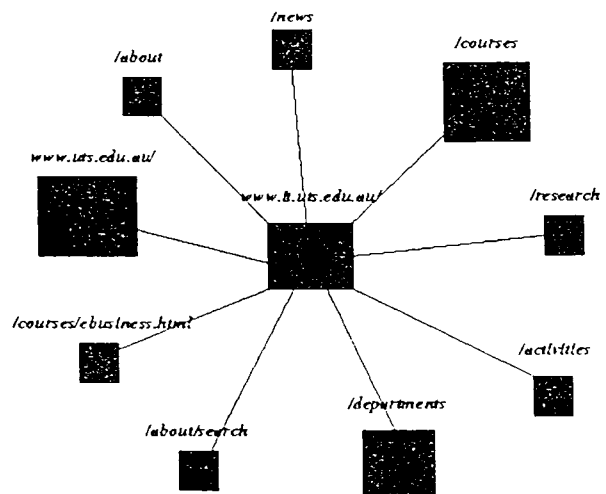 /news
/courses
/about
www.uts.edu.au/
www.it.uts.edu.au/
/research
/courses/ebusiness.html
/activities
/departments
/about/search